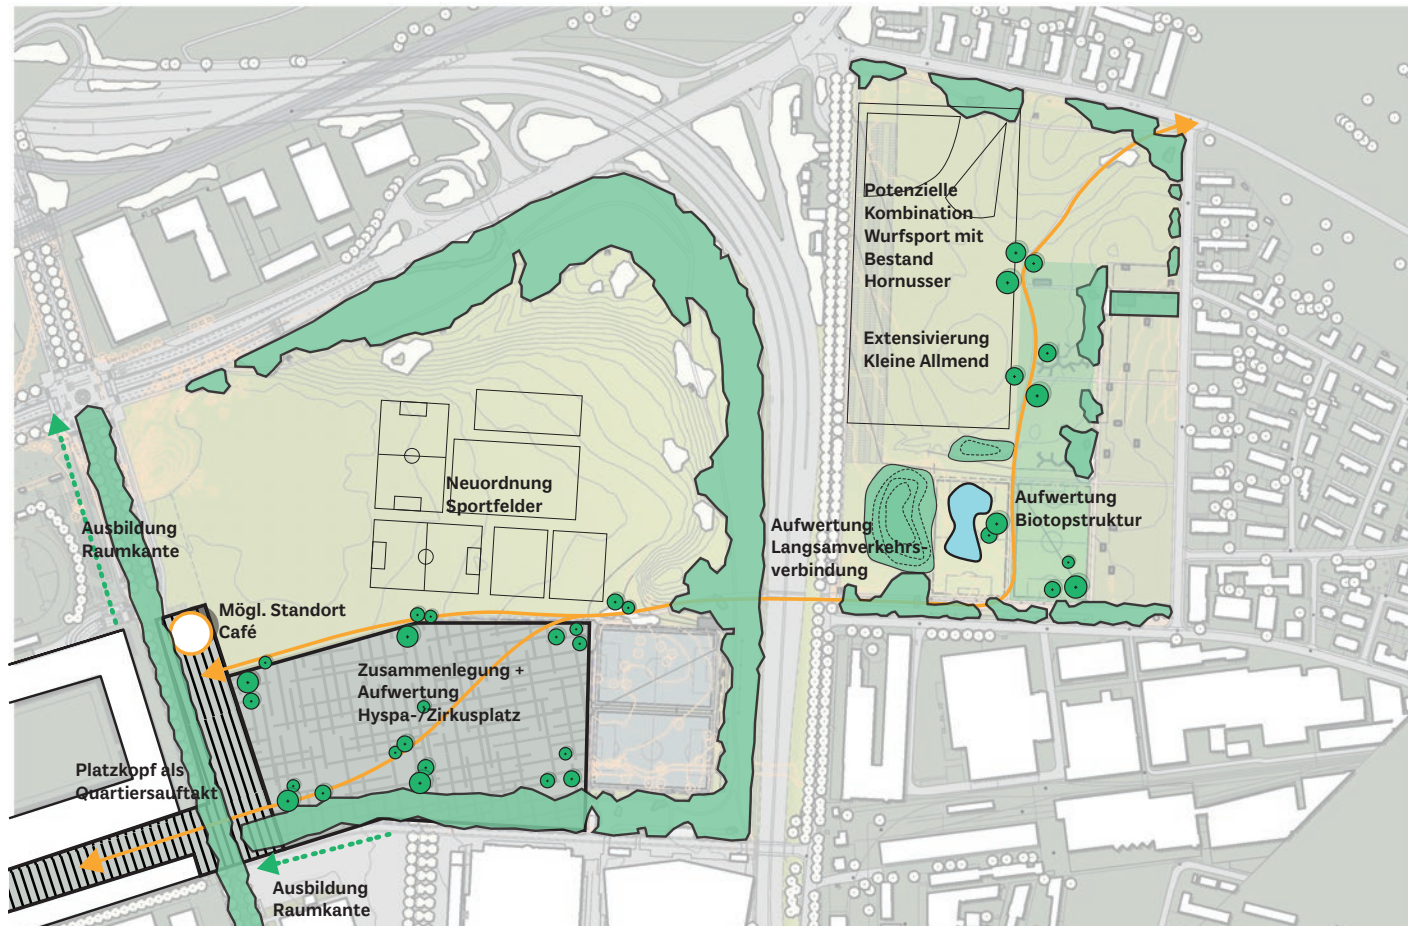 Potenzielle
Kombination
Wurfsport mit
Bestand
Hornusser
Extensivierung
Kleine Allmend
Neuordnung
Sportfelder
Aufwertung
Biotopstruktur
Ausbildung
Raumkante
Aufwertung
Langsamverkehrs-
verbindung
Mögl. Standort
Café
Zusammenlegung +
Aufwertung
Hyspa-/Zirkusplatz
Platzkopf als
Quartiersauftakt
Ausbildung
Raumkante